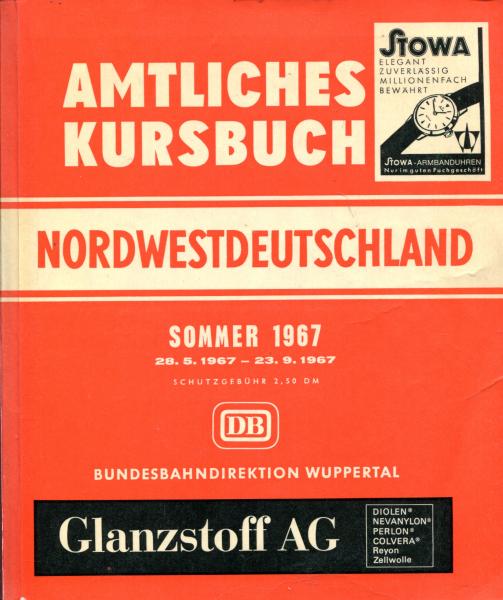 AMTLICHES
KURSBUCH
STOWA
ELEGANT
ZUVERLÄSSIG
MILLIONENFACH
BEWÄHRT
STOWA-ARMBANDUHREN
Nur im guten Fachgeschäft
NORDWESTDEUTSCHLAND
SOMMER 1967
28. 5. 1967 – 23. 9. 1967
SCHUTZGEBÜHR 2,50 DM
DB
BUNDESBAHNDIREKTION WUPPERTAL
Glanzstoff AG
DIOLEN®
NEVANYLON®
PERLON®
COLVERA®
Reyon
Zellwolle